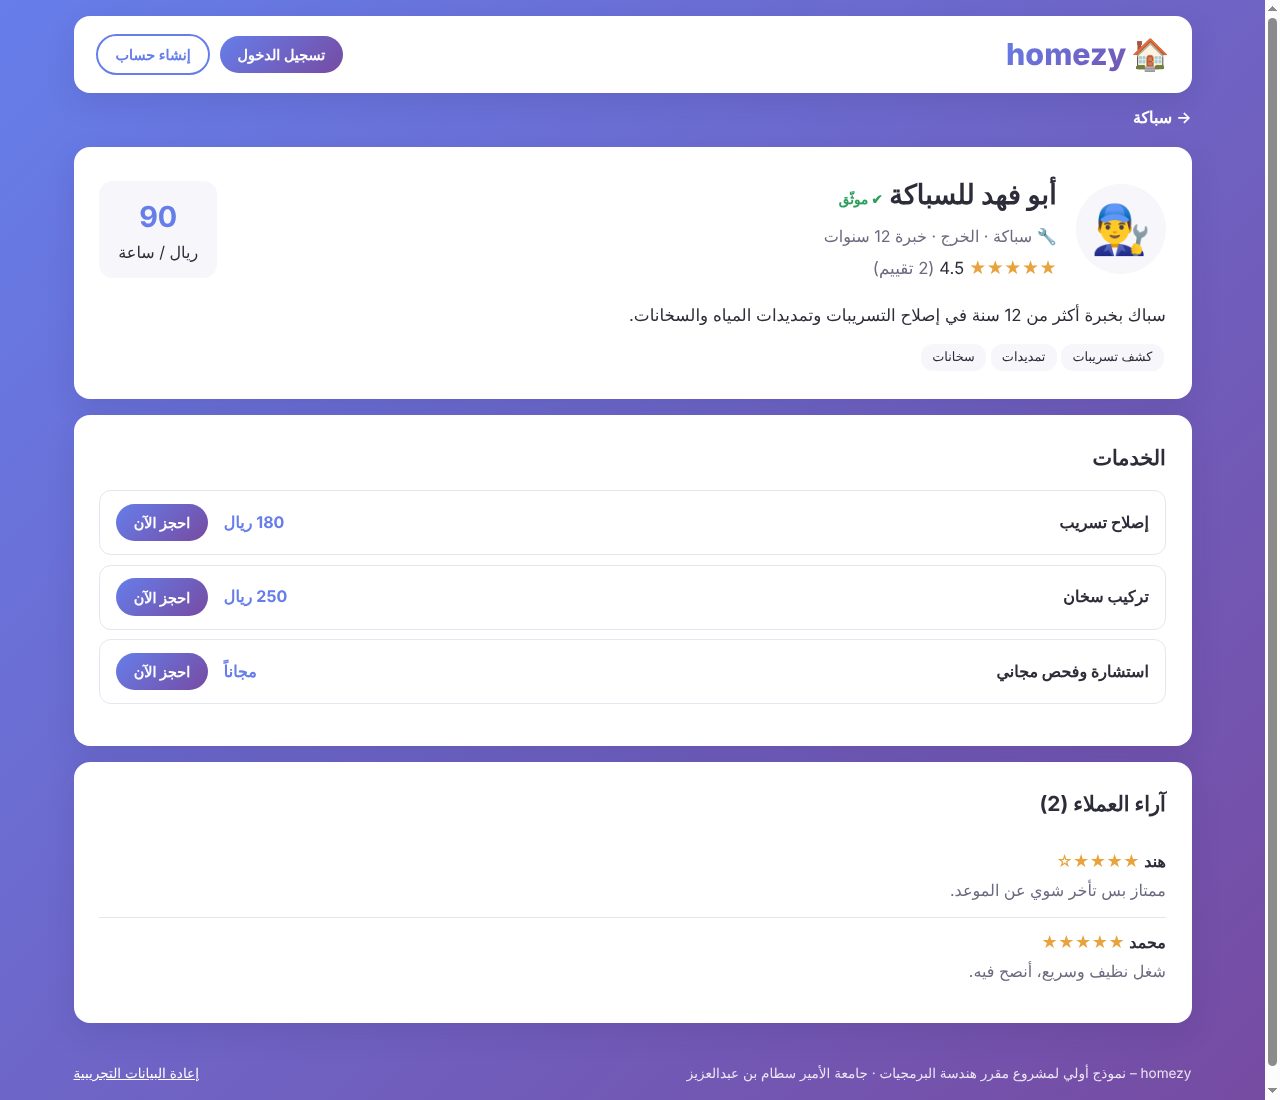 homezy
تسجيل الدخول
إنشاء حساب
→ سباكة
أبو فهد للسباكة ✔ موثّق
سباكة · الخرج · خبرة 12 سنوات
★★★★★ 4.5 (2 تقييم)
90
ريال / ساعة
سباك بخبرة أكثر من 12 سنة في إصلاح التسريبات وتمديدات المياه والسخانات.
كشف تسريبات
تمديدات
سخانات
الخدمات
إصلاح تسريب
180 ريال
احجز الآن
تركيب سخان
250 ريال
احجز الآن
استشارة وفحص مجاني
مجاناً
احجز الآن
آراء العملاء (2)
هند ★★★★☆
ممتاز بس تأخر شوي عن الموعد.
محمد ★★★★★
شغل نظيف وسريع، أنصح فيه.
homezy – نموذج أولي لمشروع مقرر هندسة البرمجيات · جامعة الأمير سطام بن عبدالعزيز
إعادة البيانات التجريبية